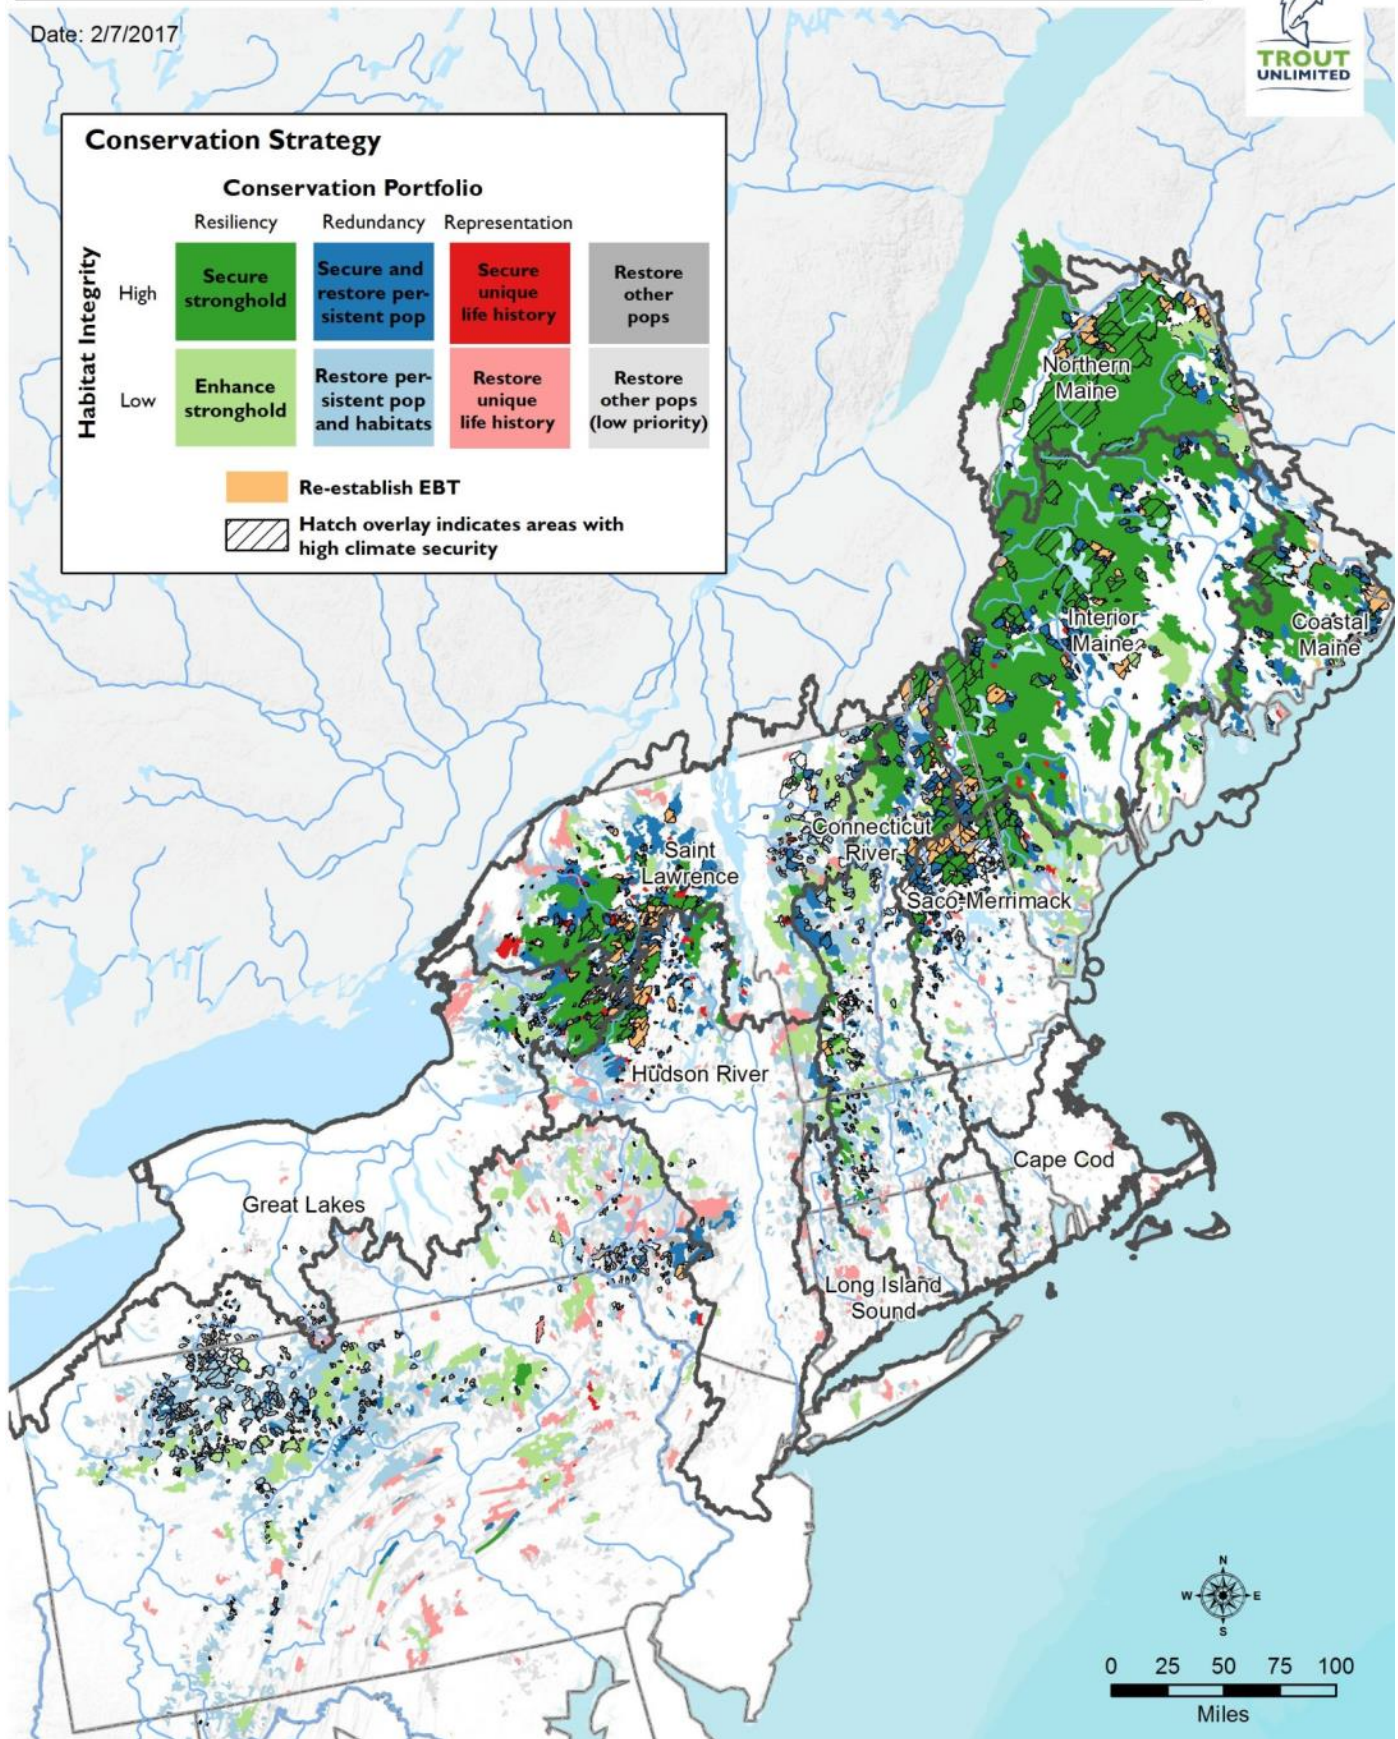 Date: 2/7/2017
TROUT
UNLIMITED
Conservation Strategy
Conservation Portfolio
Resiliency Redundancy Representation
Habitat Integrity
High
Secure
stronghold
Secure and
restore per-
sistent pop
Secure
unique
life history
Restore
other
pops
Low
Enhance
stronghold
Restore per-
sistent pop
and habitats
Restore
unique
life history
Restore
other pops
(low priority)
Re-establish EBT
Hatch overlay indicates areas with
high climate security
Northern
Maine
Interior
Maine
Coastal
Maine
Connecticut
River
Saint
Lawrence
Saco-Merrimack
Hudson River
Cape Cod
Great Lakes
Long Island
Sound
N
W E
S
0 25 50 75 100
Miles